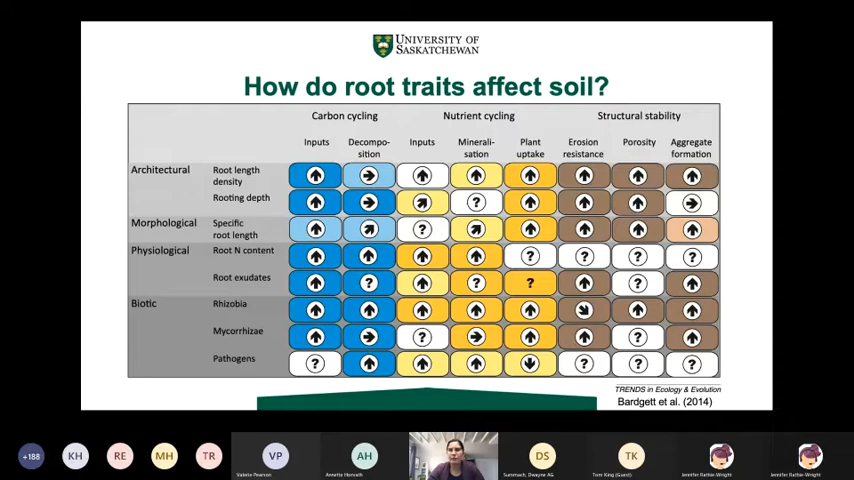 UNIVERSITY OF
SASKATCHEWAN
How do root traits affect soil?
Carbon cycling Nutrient cycling Structural stability
Inputs Decompo-sition Inputs Minerali-sation Plant uptake Erosion resistance Porosity Aggregate formation
Architectural Root length density
Rooting depth ?
Morphological Specific root length ?
Physiological Root N content ? ? ? ?
Root exudates ? ? ? ?
Biotic Rhizobia
Mycorrhizae ? ?
Pathogens ? ? ? ?
TRENDS in Ecology & Evolution
Bardgett et al. (2014)
+188 KH RE MH TR VP AH DS TK
Valerie Pearson Annette Horvath Summach, Dwayne AG Tom King (Guest) Jennifer Rathie-Wright Jennifer Rathie-Wright